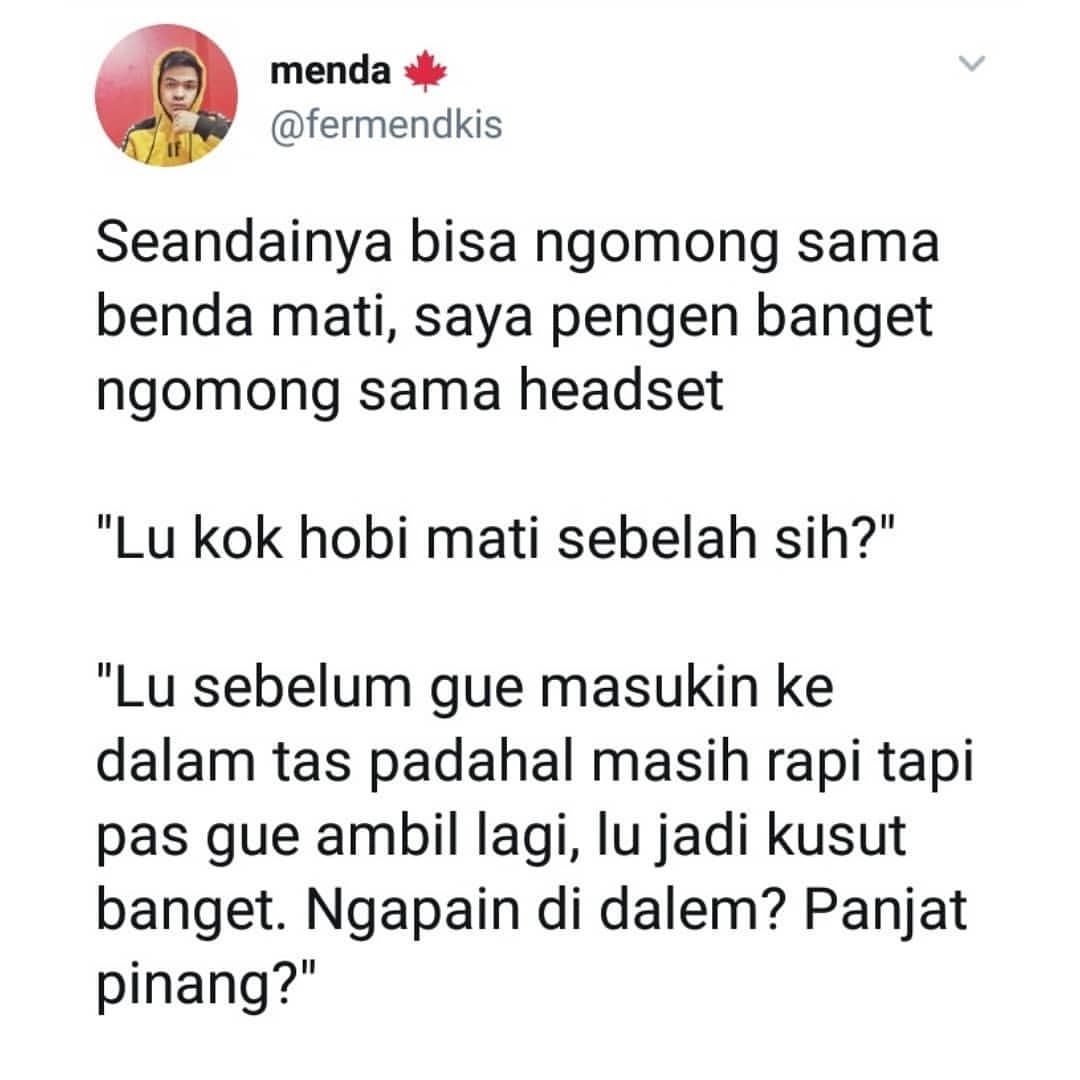 menda 🍁
@fermendkis
Seandainya bisa ngomong sama
benda mati, saya pengen banget
ngomong sama headset
"Lu kok hobi mati sebelah sih?"
"Lu sebelum gue masukin ke
dalam tas padahal masih rapi tapi
pas gue ambil lagi, lu jadi kusut
banget. Ngapain di dalem? Panjat
pinang?"